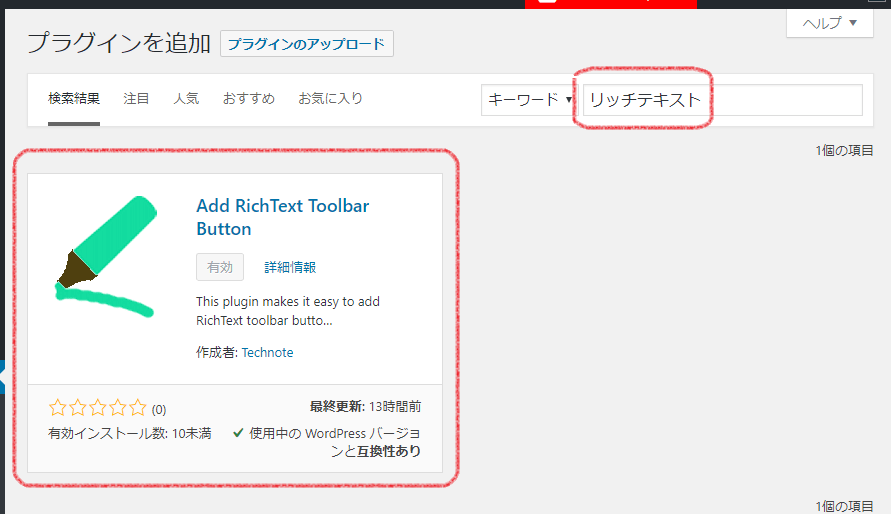 ヘルプ ▼
プラグインを追加 プラグインのアップロード
検索結果 注目 人気 おすすめ お気に入り キーワード ▼ リッチテキスト
1個の項目
Add RichText Toolbar
Button
有効 詳細情報
This plugin makes it easy to add
RichText toolbar butto…
作成者: Technote
(0) 最終更新: 13時間前
有効インストール数: 10未満 ✔ 使用中の WordPress バージョ
ンと互換性あり
1個の項目